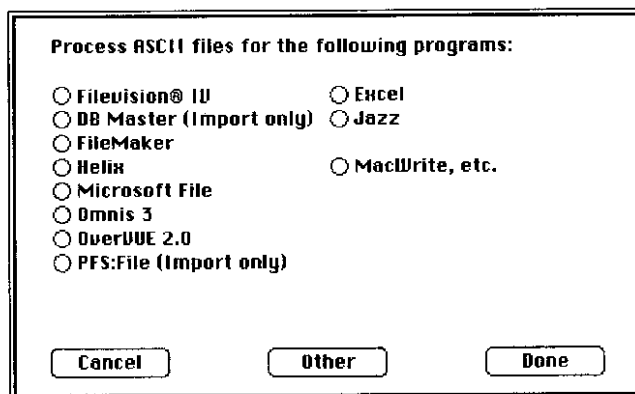 Process ASCII files for the following programs:
Filevision® IV
DB Master (Import only)
FileMaker
Helix
Microsoft File
Omnis 3
OverVUE 2.0
PFS:File (Import only)
Excel
Jazz
MacWrite, etc.
Cancel
Other
Done